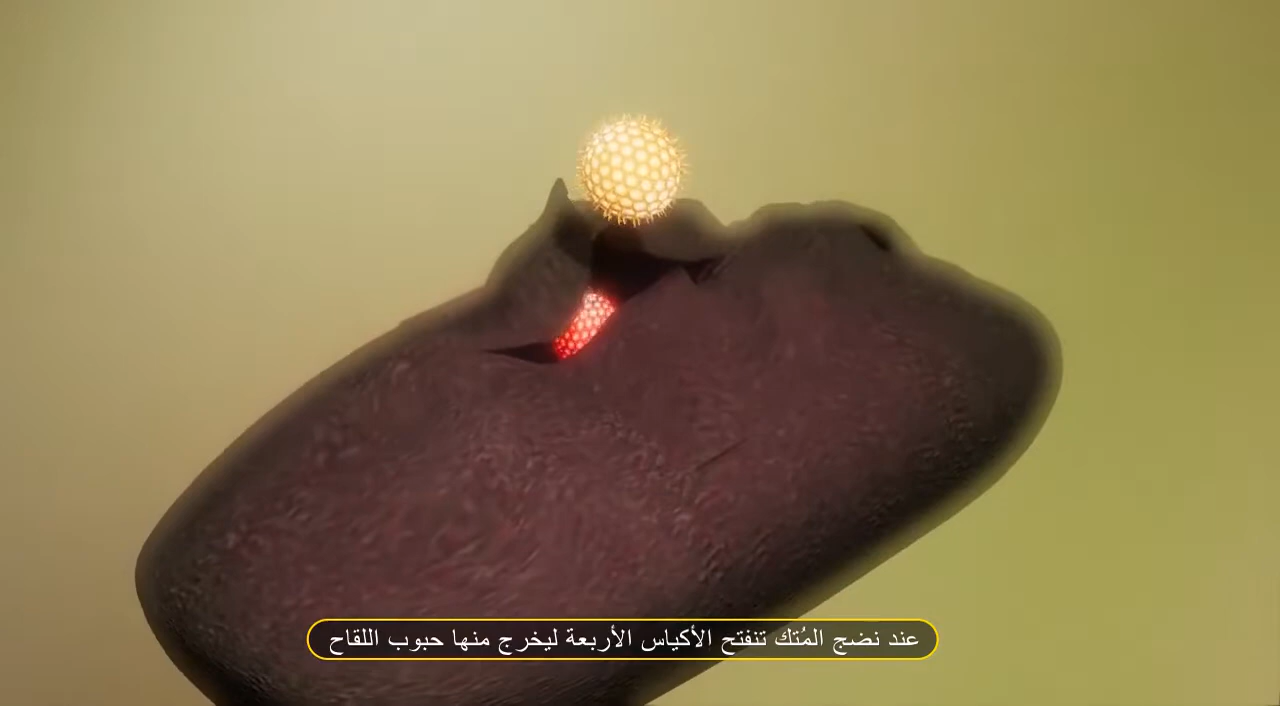 عند نضج المُتك تنفتح الأكياس الأربعة ليخرج منها حبوب اللقاح